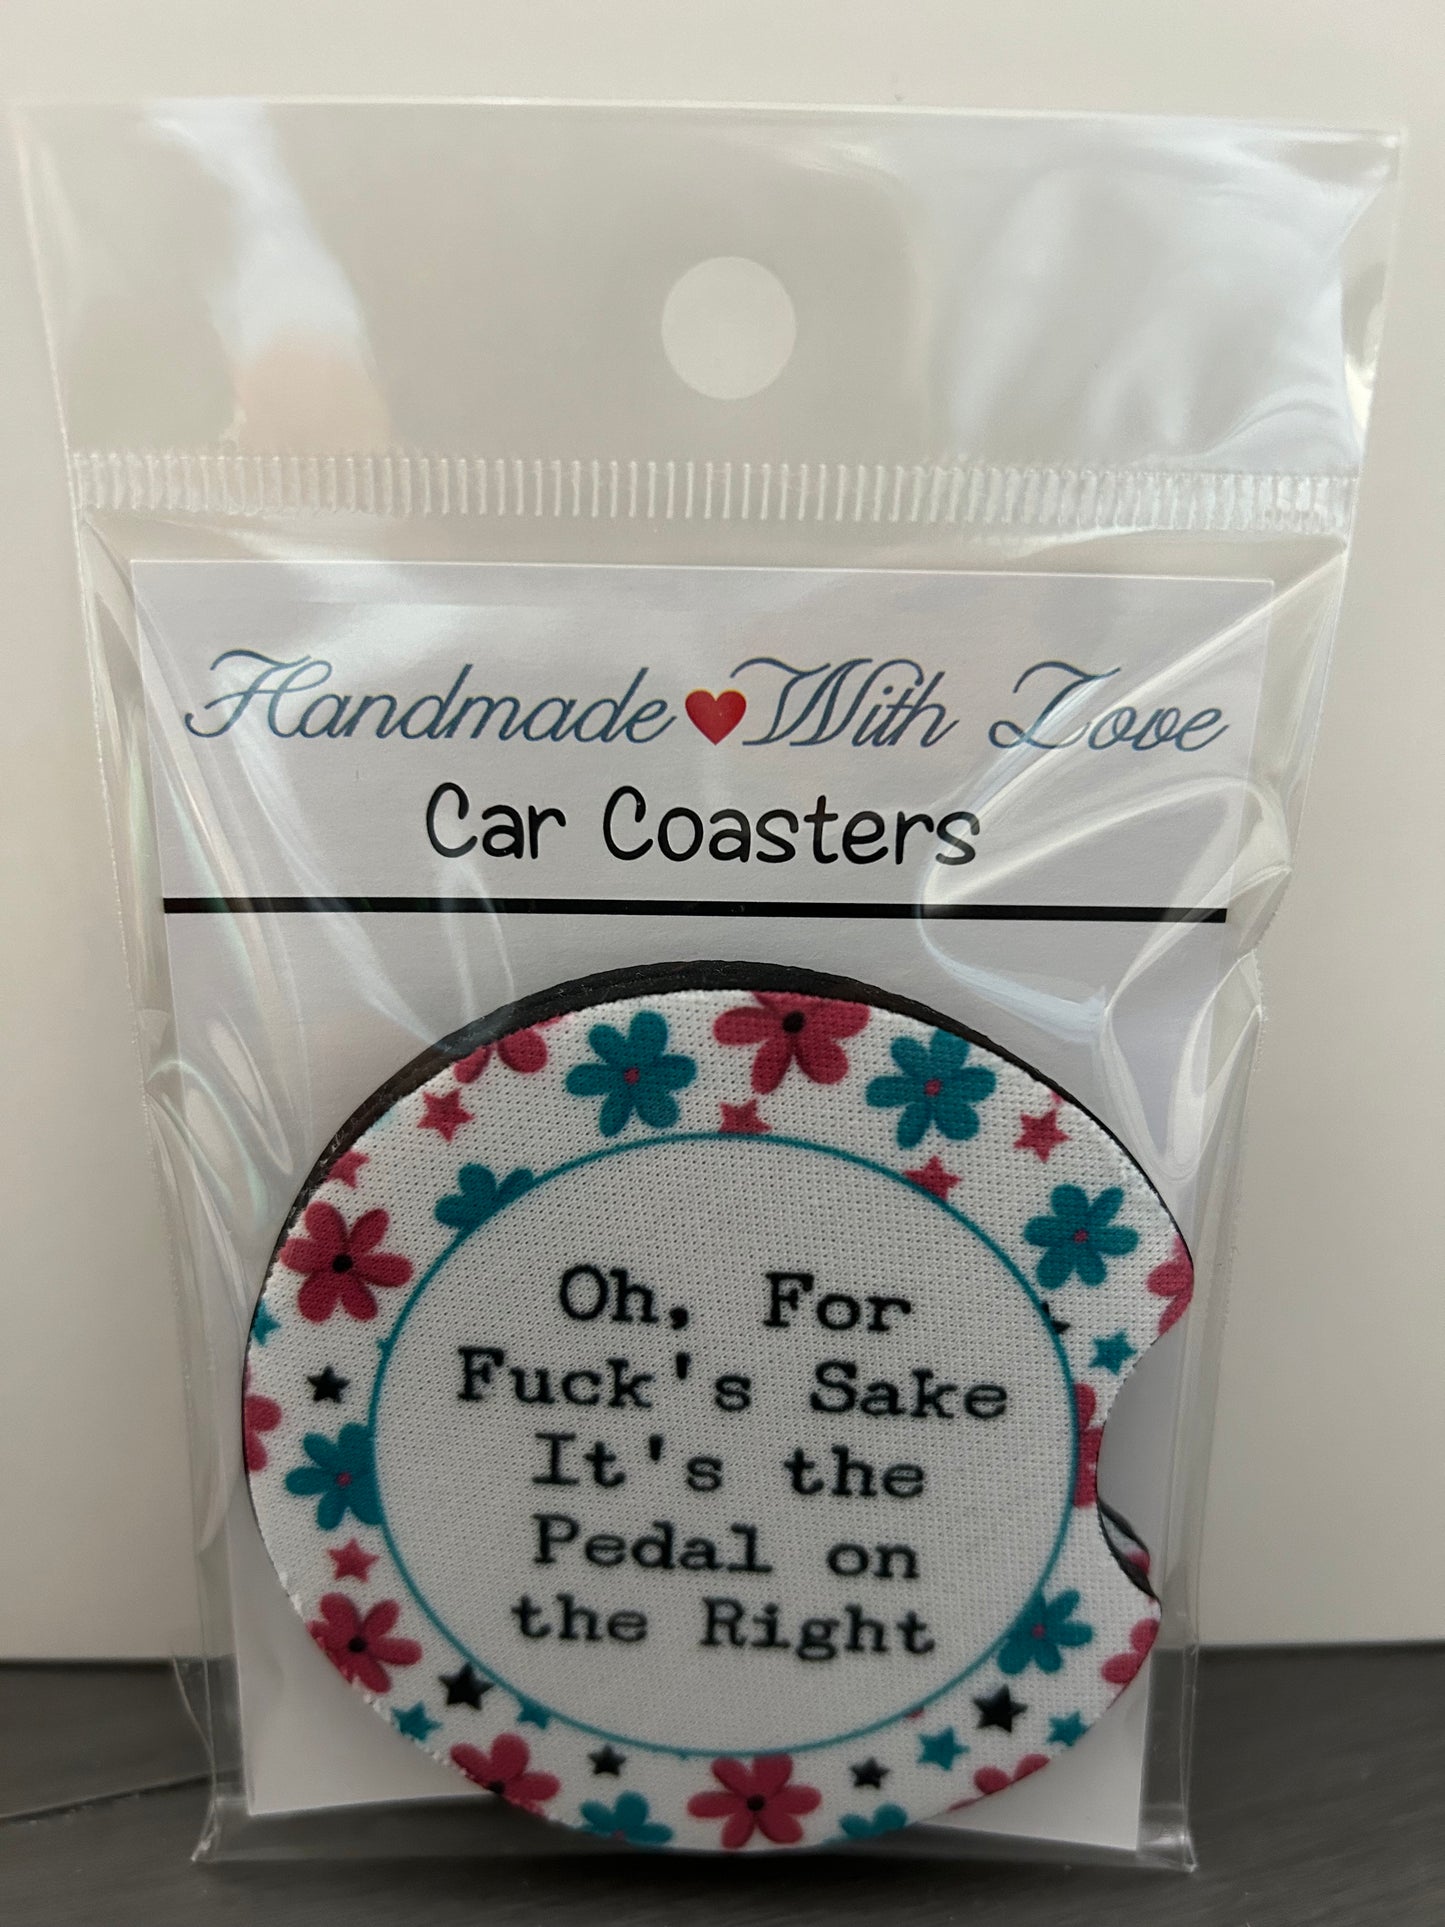 Handmade With Love
Car Coasters
Oh, For
Fuck's Sake
It's the
Pedal on
the Right